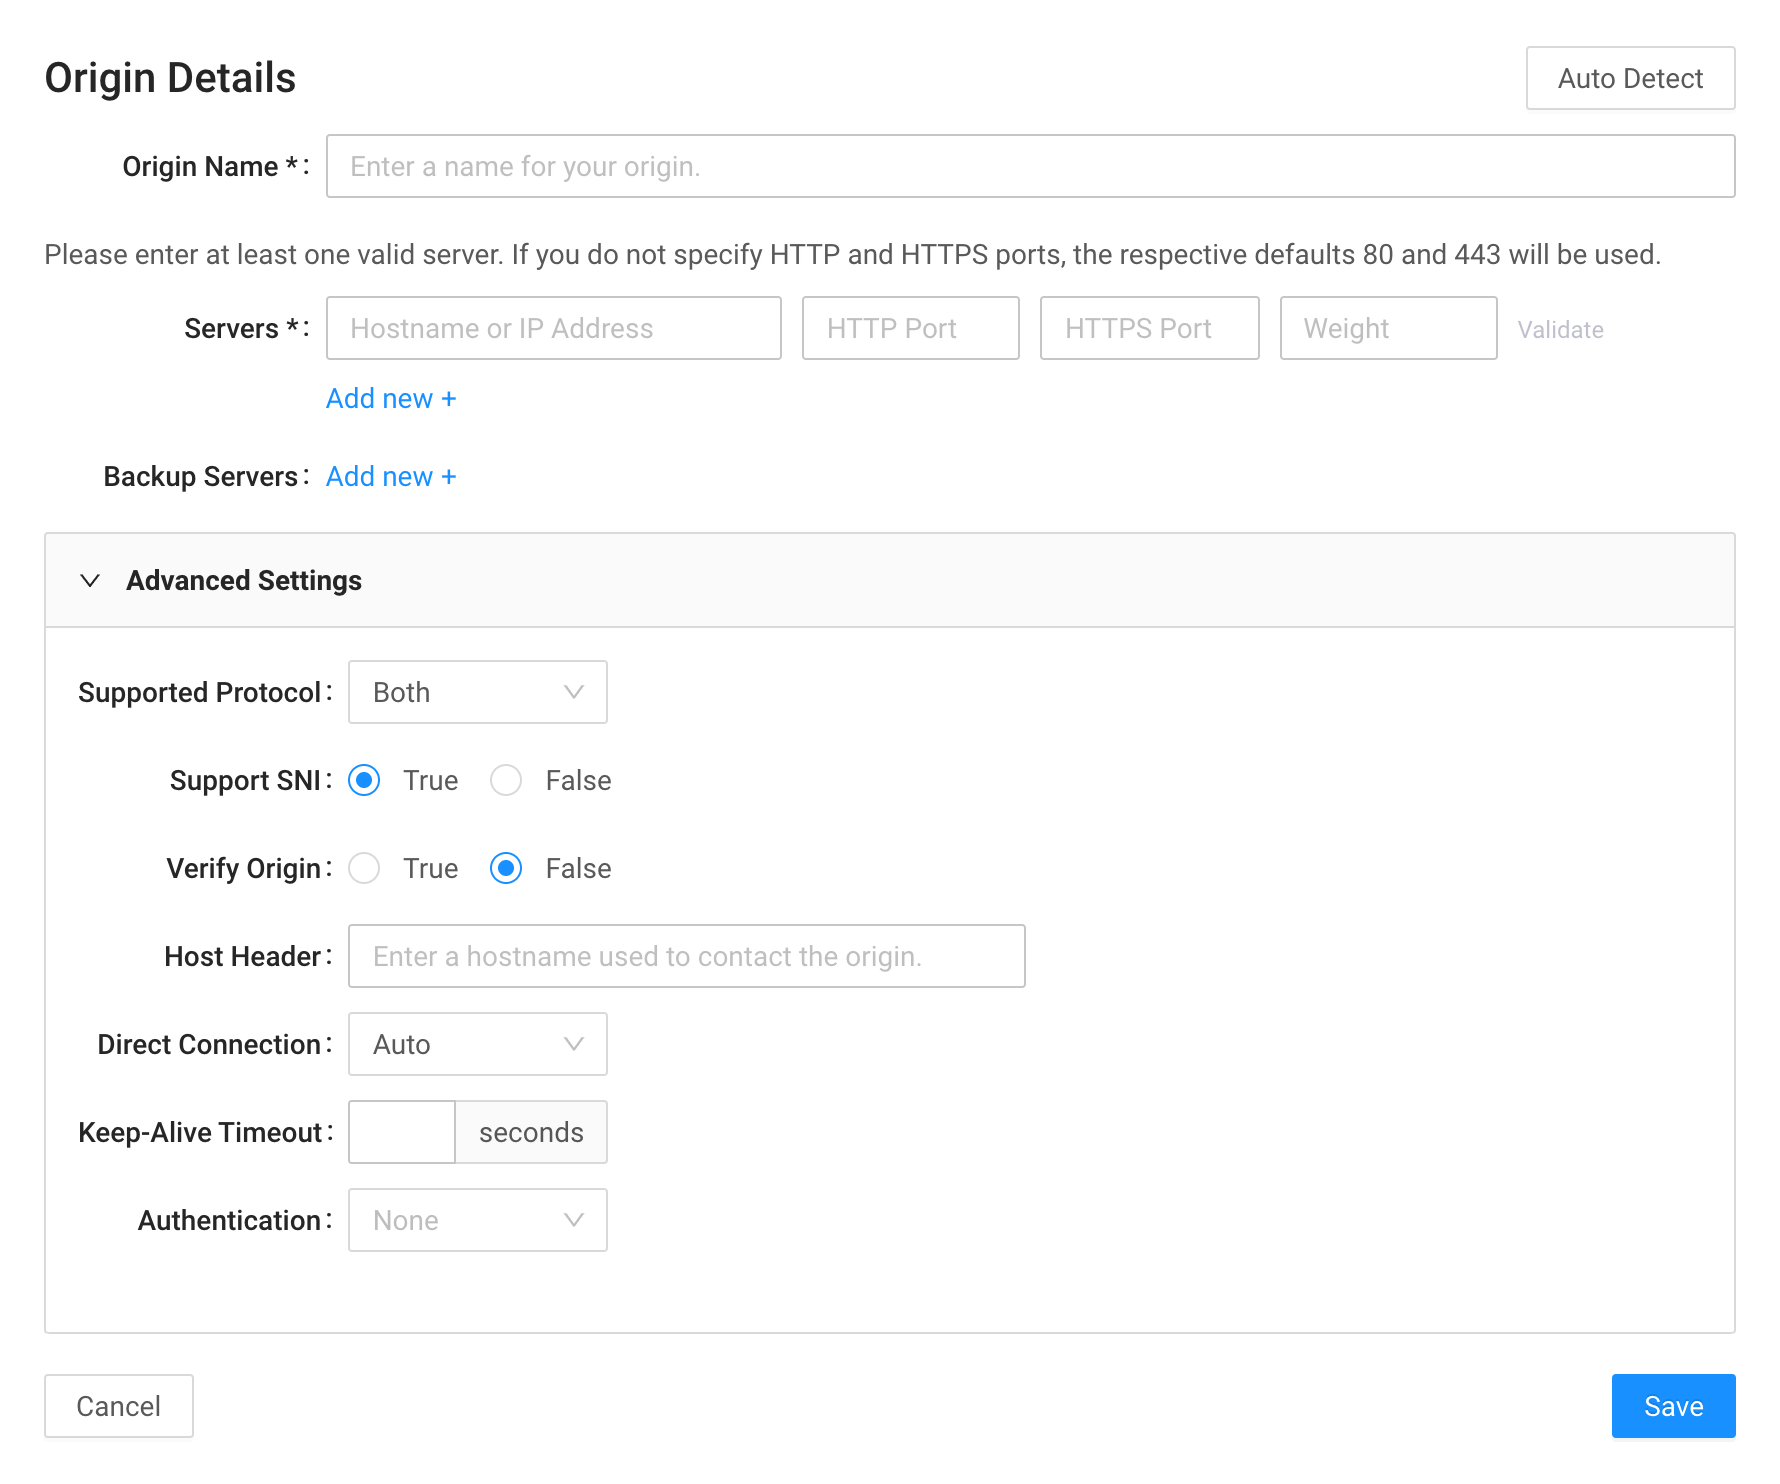 Origin Details
Auto Detect
Origin Name *:
Enter a name for your origin.
Please enter at least one valid server. If you do not specify HTTP and HTTPS ports, the respective defaults 80 and 443 will be used.
Servers *: Hostname or IP Address HTTP Port HTTPS Port Weight Validate
Add new +
Backup Servers: Add new +
Advanced Settings
Supported Protocol: Both
Support SNI: True False
Verify Origin: True False
Host Header: Enter a hostname used to contact the origin.
Direct Connection: Auto
Keep-Alive Timeout: seconds
Authentication: None
Cancel
Save